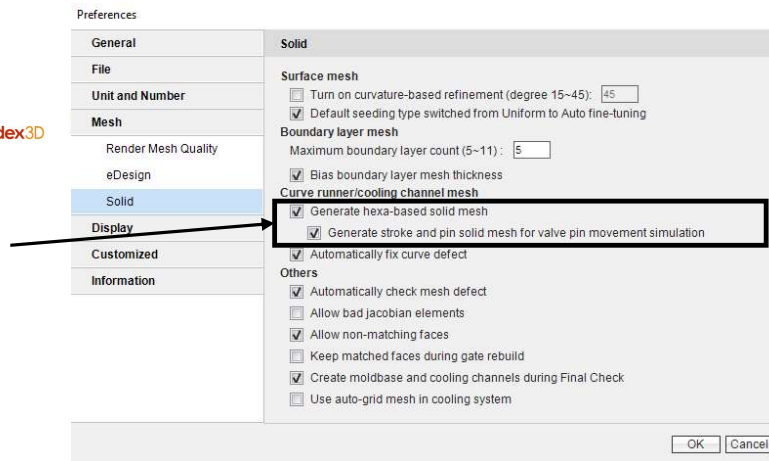 Preferences
General
File
Unit and Number
Mesh
Render Mesh Quality
eDesign
Solid
Display
Customized
Information
dex3D
Solid
Surface mesh
Turn on curvature-based refinement (degree 15~45): 45
Default seeding type switched from Uniform to Auto fine-tuning
Boundary layer mesh
Maximum boundary layer count (5~11) : 5
Bias boundary layer mesh thickness
Curve runner/cooling channel mesh
Generate hexa-based solid mesh
Generate stroke and pin solid mesh for valve pin movement simulation
Automatically fix curve defect
Others
Automatically check mesh defect
Allow bad jacobian elements
Allow non-matching faces
Keep matched faces during gate rebuild
Create moldbase and cooling channels during Final Check
Use auto-grid mesh in cooling system
OK Cancel